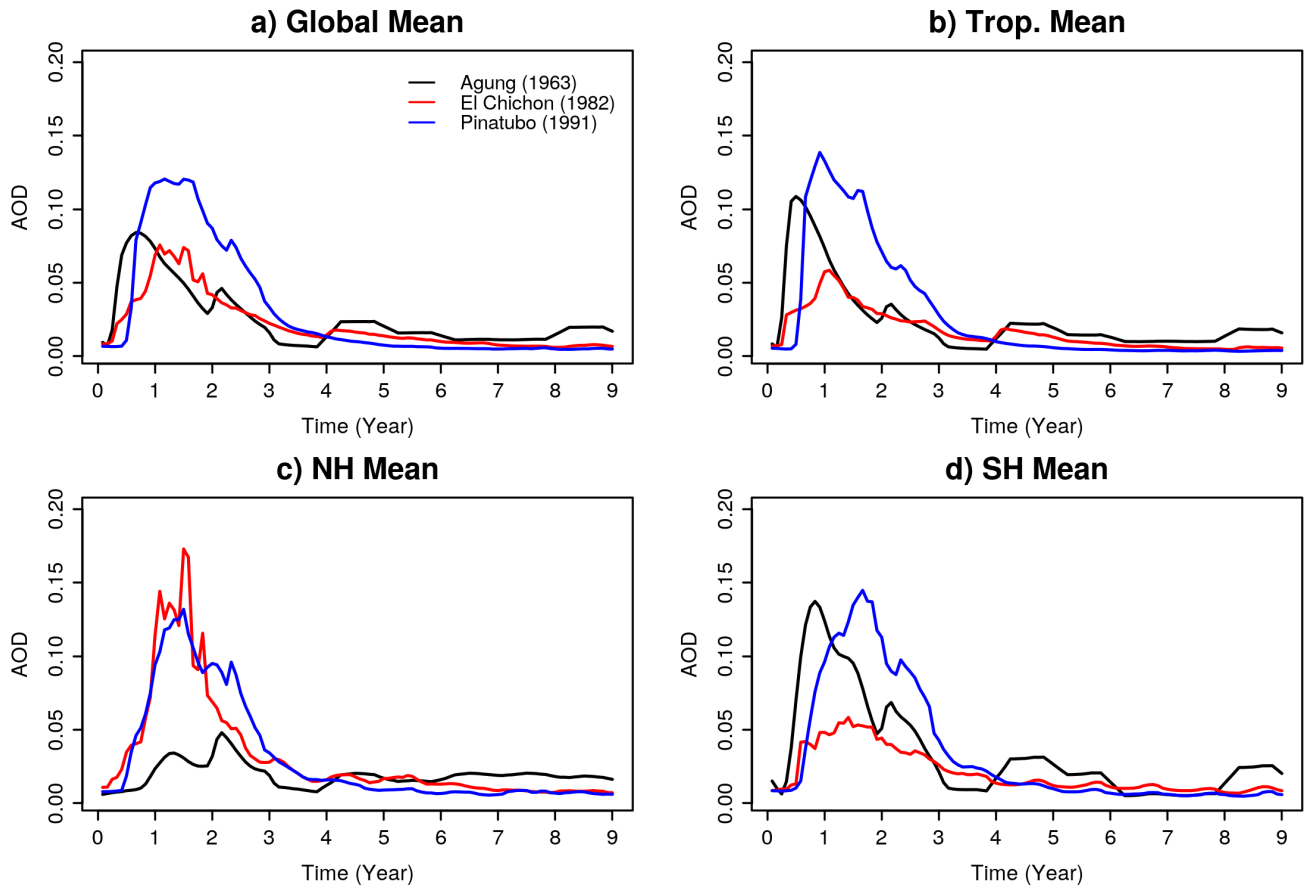 a) Global Mean
0.20
0.15
0.10
0.05
0.00
AOD
Agung (1963)
El Chichon (1982)
Pinatubo (1991)
0 1 2 3 4 5 6 7 8 9
Time (Year)
b) Trop. Mean
0.20
0.15
0.10
0.05
0.00
AOD
0 1 2 3 4 5 6 7 8 9
Time (Year)
c) NH Mean
0.20
0.15
0.10
0.05
0.00
AOD
0 1 2 3 4 5 6 7 8 9
Time (Year)
d) SH Mean
0.20
0.15
0.10
0.05
0.00
AOD
0 1 2 3 4 5 6 7 8 9
Time (Year)